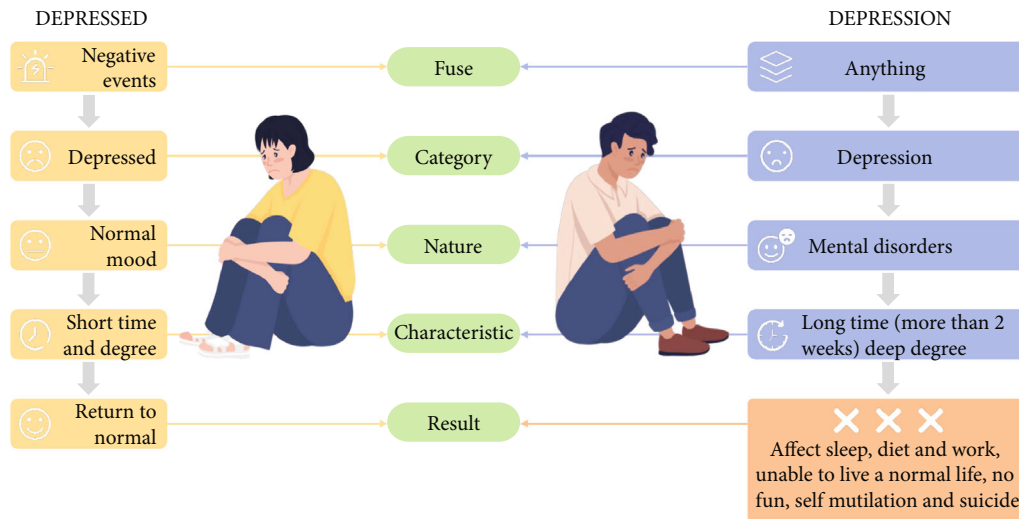 DEPRESSED
DEPRESSION
Negative
events
Fuse
Anything
Depressed
Category
Depression
Normal
mood
Nature
Mental disorders
Short time
and degree
Characteristic
Long time (more than 2
weeks) deep degree
Return to
normal
Result
Affect sleep, diet and work,
unable to live a normal life, no
fun, self mutilation and suicide